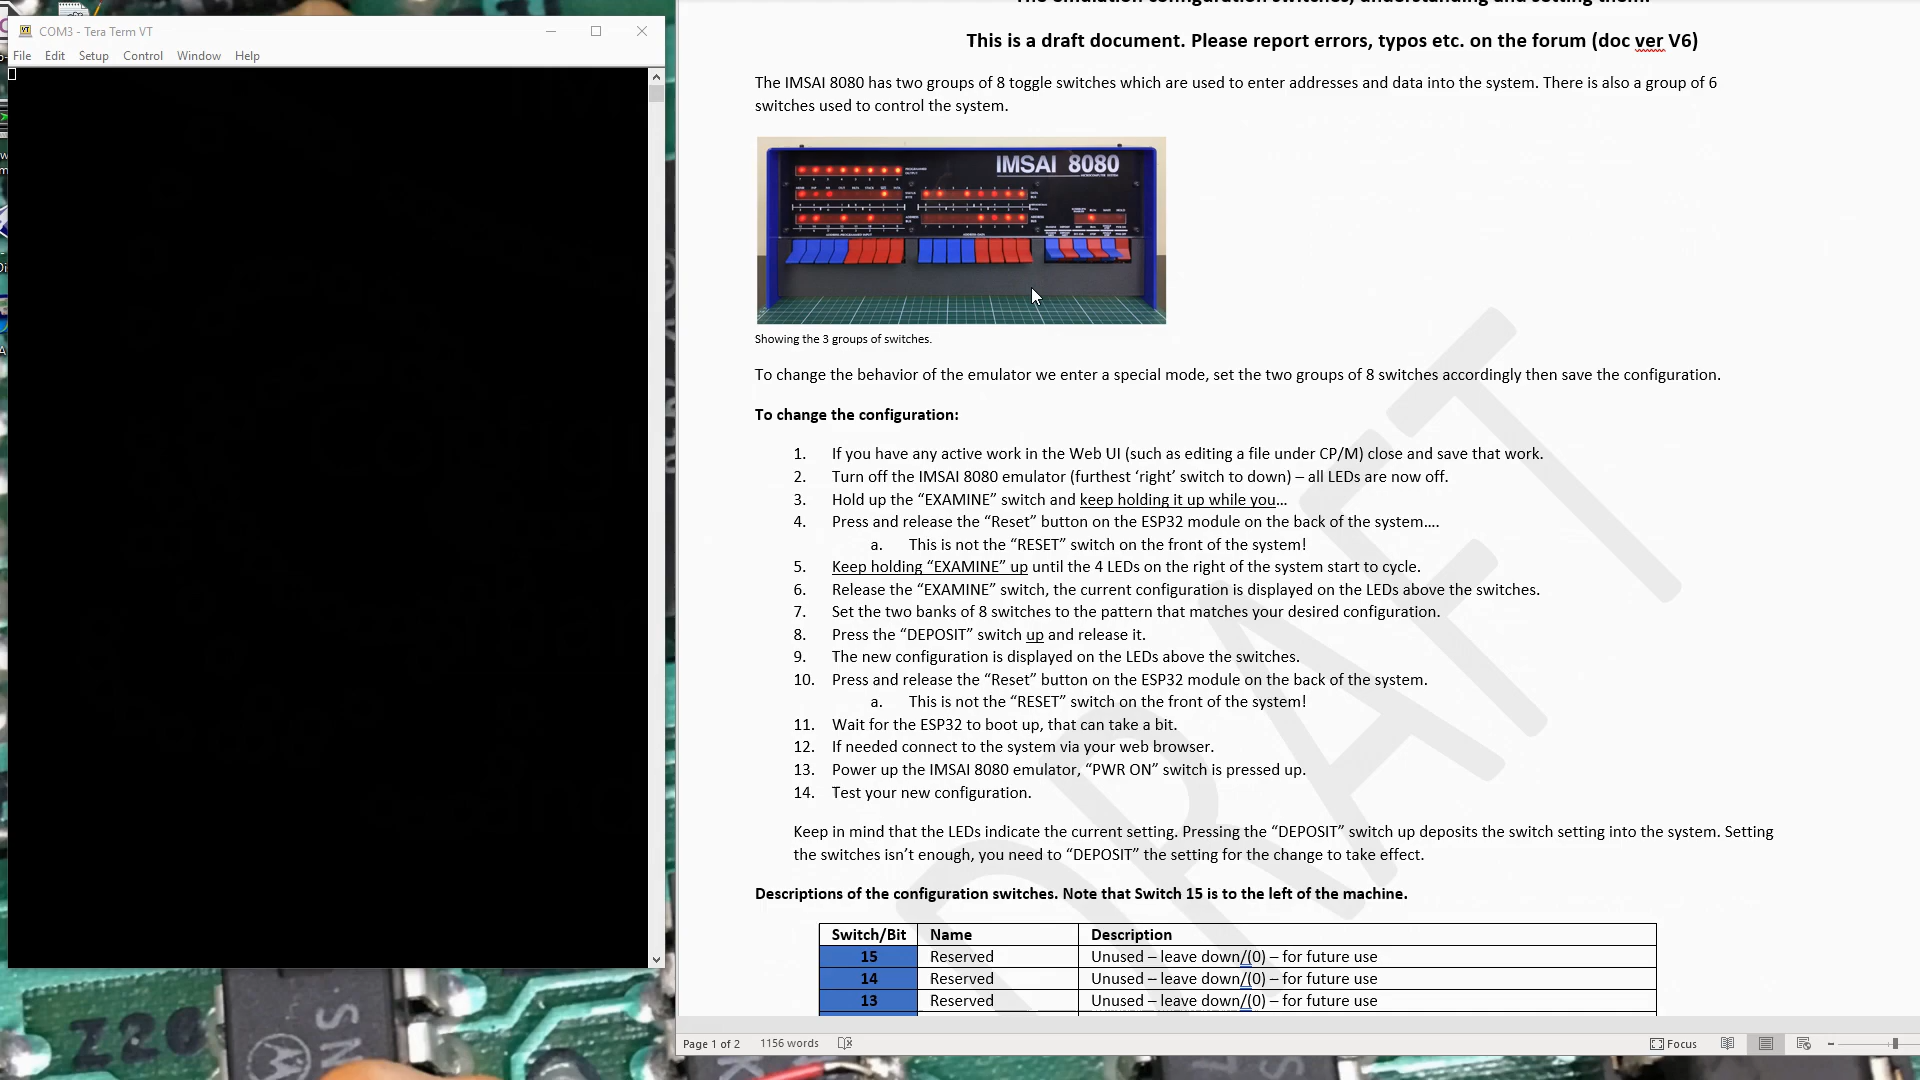 COM3 - Tera Term VT
File Edit Setup Control Window Help
This is a draft document. Please report errors, typos etc. on the forum (doc ver V6)
The IMSAI 8080 has two groups of 8 toggle switches which are used to enter addresses and data into the system. There is also a group of 6
switches used to control the system.
IMSAI 8080
Showing the 3 groups of switches.
To change the behavior of the emulator we enter a special mode, set the two groups of 8 switches accordingly then save the configuration.
To change the configuration:
1. If you have any active work in the Web UI (such as editing a file under CP/M) close and save that work.
2. Turn off the IMSAI 8080 emulator (furthest ‘right’ switch to down) – all LEDs are now off.
3. Hold up the “EXAMINE” switch and keep holding it up while you…
4. Press and release the “Reset” button on the ESP32 module on the back of the system….
a. This is not the “RESET” switch on the front of the system!
5. Keep holding “EXAMINE” up until the 4 LEDs on the right of the system start to cycle.
6. Release the “EXAMINE” switch, the current configuration is displayed on the LEDs above the switches.
7. Set the two banks of 8 switches to the pattern that matches your desired configuration.
8. Press the “DEPOSIT” switch up and release it.
9. The new configuration is displayed on the LEDs above the switches.
10. Press and release the “Reset” button on the ESP32 module on the back of the system.
a. This is not the “RESET” switch on the front of the system!
11. Wait for the ESP32 to boot up, that can take a bit.
12. If needed connect to the system via your web browser.
13. Power up the IMSAI 8080 emulator, “PWR ON” switch is pressed up.
14. Test your new configuration.
Keep in mind that the LEDs indicate the current setting. Pressing the “DEPOSIT” switch up deposits the switch setting into the system. Setting
the switches isn’t enough, you need to “DEPOSIT” the setting for the change to take effect.
Descriptions of the configuration switches. Note that Switch 15 is to the left of the machine.
Switch/Bit Name Description
15 Reserved Unused – leave down/(0) – for future use
14 Reserved Unused – leave down/(0) – for future use
13 Reserved Unused – leave down/(0) – for future use
DRAFT
Page 1 of 2 1156 words Focus
Z80
SN